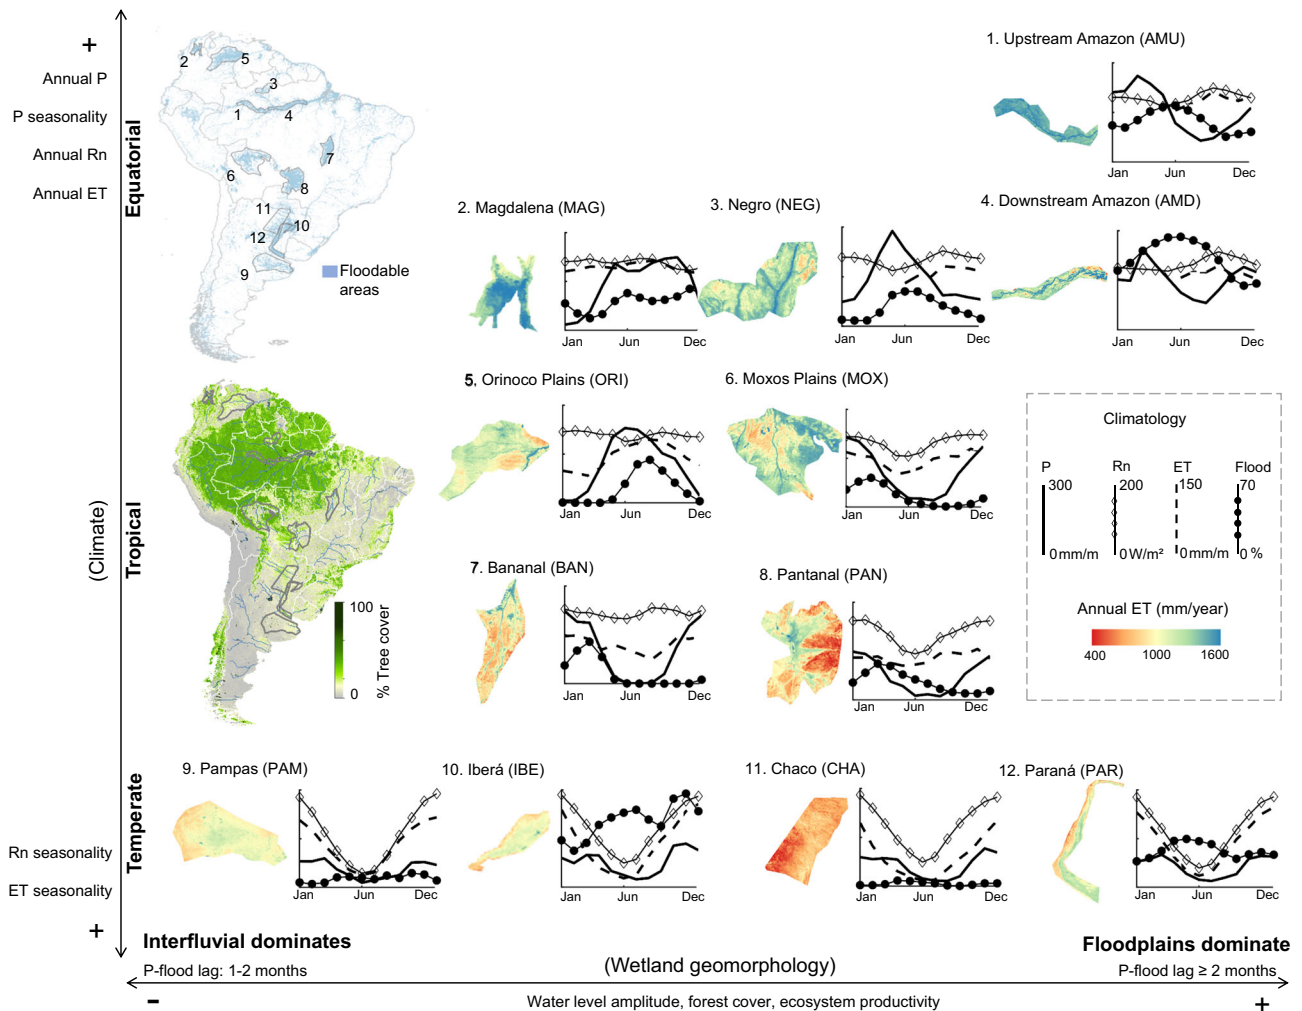 +
Annual P
P seasonality
Annual Rn
Annual ET
Equatorial
2
5
3
1
4
7
6
8
11
10
12
9
Floodable
areas
1. Upstream Amazon (AMU)
Jan
Jun
Dec
2. Magdalena (MAG)
Jan
Jun
Dec
3. Negro (NEG)
Jan
Jun
Dec
4. Downstream Amazon (AMD)
Jan
Jun
Dec
(Climate)
Tropical
100
0
% Tree cover
5. Orinoco Plains (ORI)
Jan
Jun
Dec
6. Moxos Plains (MOX)
Jan
Jun
Dec
7. Bananal (BAN)
Jan
Jun
Dec
8. Pantanal (PAN)
Jan
Jun
Dec
Climatology
P Rn ET Flood
300 200 150 70
0 mm/m 0 W/m² 0 mm/m 0 %
Annual ET (mm/year)
400 1000 1600
Temperate
9. Pampas (PAM)
Jan
Jun
Dec
10. Iberá (IBE)
Jan
Jun
Dec
11. Chaco (CHA)
Jan
Jun
Dec
12. Paraná (PAR)
Jan
Jun
Dec
Rn seasonality
ET seasonality
+
Interfluvial dominates
P-flood lag: 1-2 months
(Wetland geomorphology)
Floodplains dominate
P-flood lag ≥ 2 months
-
Water level amplitude, forest cover, ecosystem productivity
+